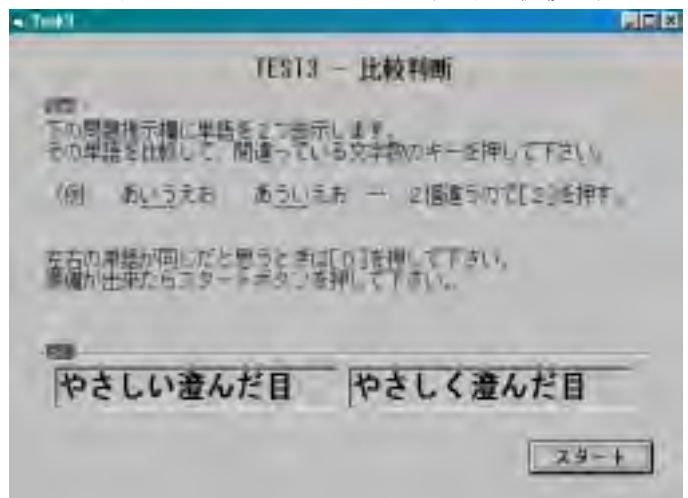 Test3
TEST3 － 比較判断
説明
下の問題提示欄に単語を2つ表示します。
その単語を比較して、間違っている文字数のキーを押して下さい。
(例 あいうえお あういえお － 2個違うので[2]を押す。
左右の単語が同じだと思うときは[0]を押して下さい。
準備が出来たらスタートボタンを押して下さい。
やさしい澄んだ目 やさしく澄んだ目
スタート